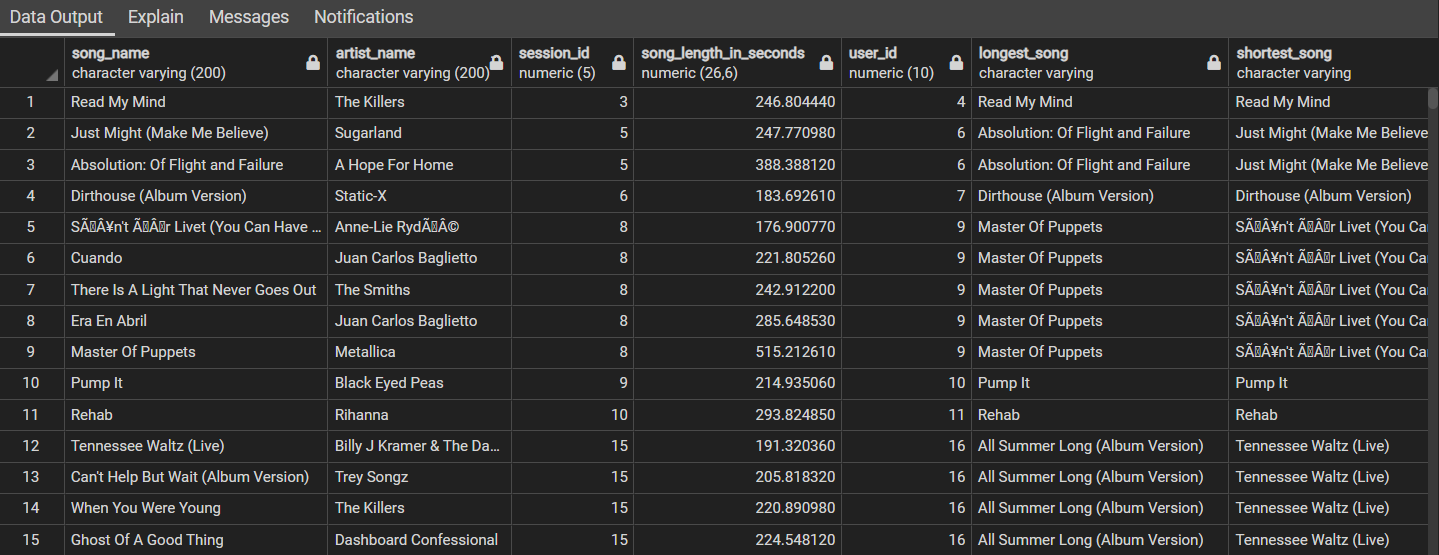 Data Output Explain Messages Notifications
song_name artist_name session_id song_length_in_seconds user_id longest_song shortest_song
character varying (200) character varying (200) numeric (5) numeric (26,6) numeric (10) character varying character varying
1 Read My Mind The Killers 3 246.804440 4 Read My Mind Read My Mind
2 Just Might (Make Me Believe) Sugarland 5 247.770980 6 Absolution: Of Flight and Failure Just Might (Make Me Believe
3 Absolution: Of Flight and Failure A Hope For Home 5 388.388120 6 Absolution: Of Flight and Failure Just Might (Make Me Believe
4 Dirthouse (Album Version) Static-X 6 183.692610 7 Dirthouse (Album Version) Dirthouse (Album Version)
5 SÃ▯Â¥n't Ã▯Â▯r Livet (You Can Have ... Anne-Lie RydÃ▯Â© 8 176.900770 9 Master Of Puppets SÃ▯Â¥n't Ã▯Â▯r Livet (You Ca
6 Cuando Juan Carlos Baglietto 8 221.805260 9 Master Of Puppets SÃ▯Â¥n't Ã▯Â▯r Livet (You Ca
7 There Is A Light That Never Goes Out The Smiths 8 242.912200 9 Master Of Puppets SÃ▯Â¥n't Ã▯Â▯r Livet (You Ca
8 Era En Abril Juan Carlos Baglietto 8 285.648530 9 Master Of Puppets SÃ▯Â¥n't Ã▯Â▯r Livet (You Ca
9 Master Of Puppets Metallica 8 515.212610 9 Master Of Puppets SÃ▯Â¥n't Ã▯Â▯r Livet (You Ca
10 Pump It Black Eyed Peas 9 214.935060 10 Pump It Pump It
11 Rehab Rihanna 10 293.824850 11 Rehab Rehab
12 Tennessee Waltz (Live) Billy J Kramer & The Da... 15 191.320360 16 All Summer Long (Album Version) Tennessee Waltz (Live)
13 Can't Help But Wait (Album Version) Trey Songz 15 205.818320 16 All Summer Long (Album Version) Tennessee Waltz (Live)
14 When You Were Young The Killers 15 220.890980 16 All Summer Long (Album Version) Tennessee Waltz (Live)
15 Ghost Of A Good Thing Dashboard Confessional 15 224.548120 16 All Summer Long (Album Version) Tennessee Waltz (Live)